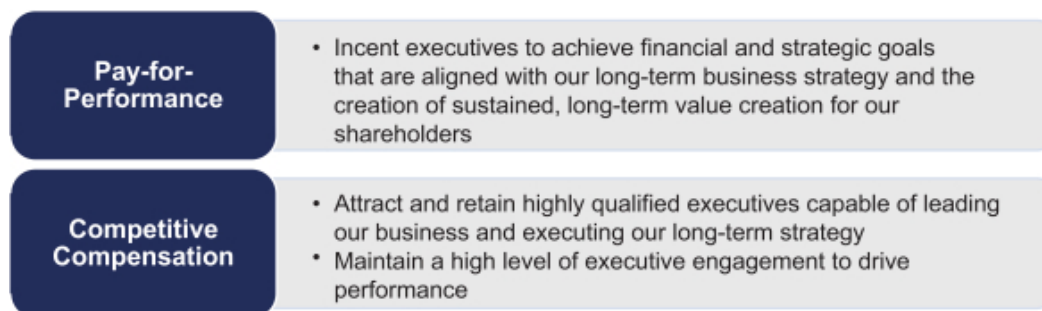 Pay-for-
Performance
• Incent executives to achieve financial and strategic goals
that are aligned with our long-term business strategy and the
creation of sustained, long-term value creation for our
shareholders
Competitive
Compensation
• Attract and retain highly qualified executives capable of leading
our business and executing our long-term strategy
• Maintain a high level of executive engagement to drive
performance